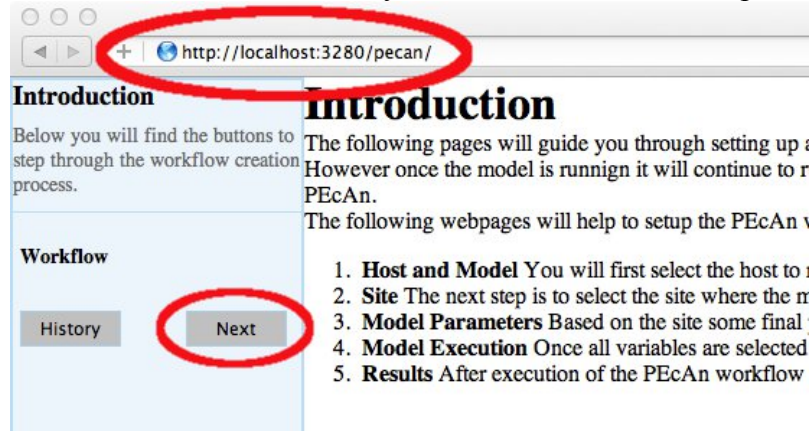 http://localhost:3280/pecan/
Introduction
Below you will find the buttons to
step through the workflow creation
process.
Workflow
History
Next
Introduction
The following pages will guide you through setting up
However once the model is runnign it will continue to
PEcAn.
The following webpages will help to setup the PEcAn
1. Host and Model You will first select the host to
2. Site The next step is to select the site where the
3. Model Parameters Based on the site some final
4. Model Execution Once all variables are selected
5. Results After execution of the PEcAn workflow